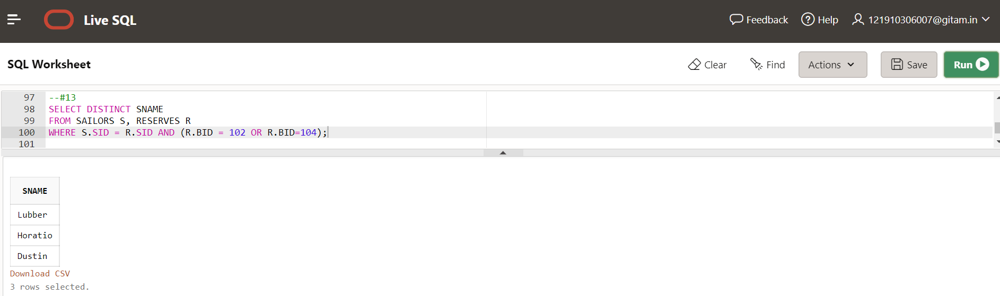 Live SQL
Feedback
Help
121910306007@gitam.in
SQL Worksheet
Clear
Find
Actions
Save
Run
97 --#13
98 SELECT DISTINCT SNAME
99 FROM SAILORS S, RESERVES R
100 WHERE S.SID = R.SID AND (R.BID = 102 OR R.BID=104);
101
SNAME
Lubber
Horatio
Dustin
Download CSV
3 rows selected.